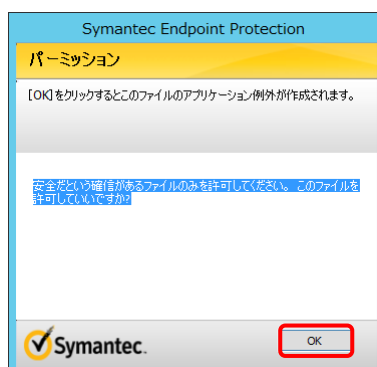 Symantec Endpoint Protection
パーミッション
[OK]をクリックするとこのファイルのアプリケーション例外が作成されます。
安全だという確信があるファイルのみを許可してください。 このファイルを
許可していいですか?
Symantec.
OK